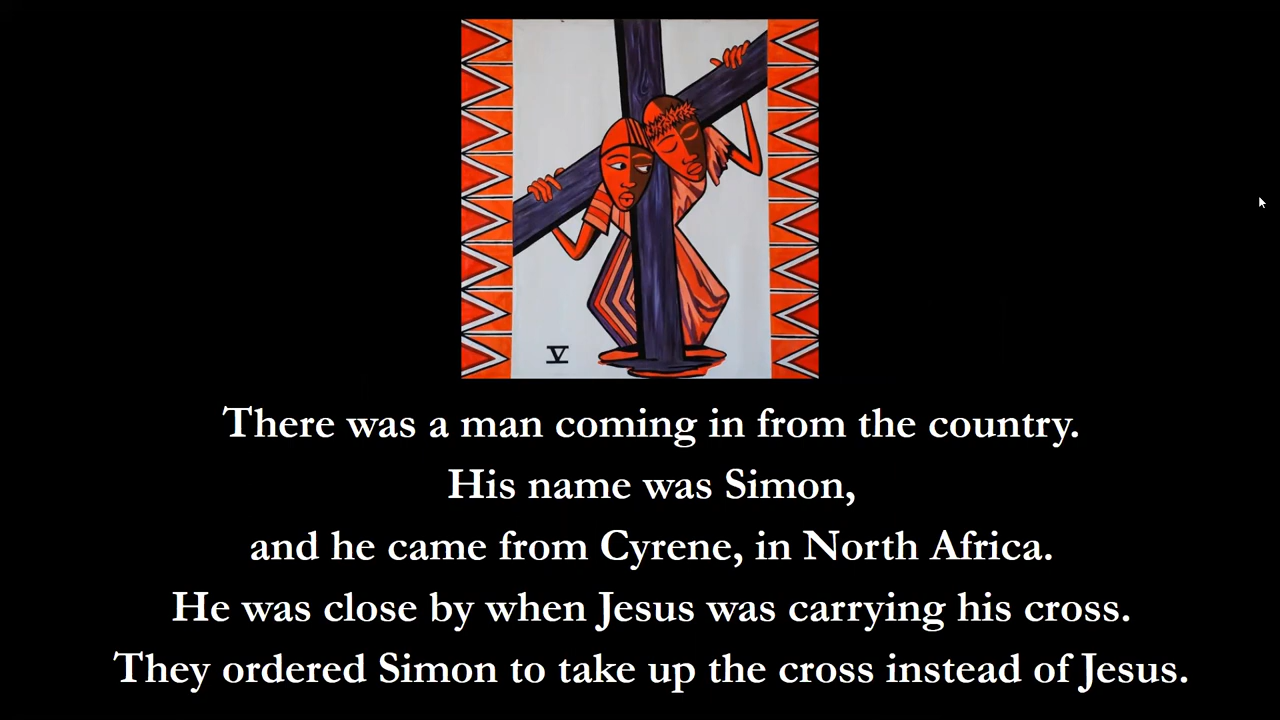 V
There was a man coming in from the country.
His name was Simon,
and he came from Cyrene, in North Africa.
He was close by when Jesus was carrying his cross.
They ordered Simon to take up the cross instead of Jesus.